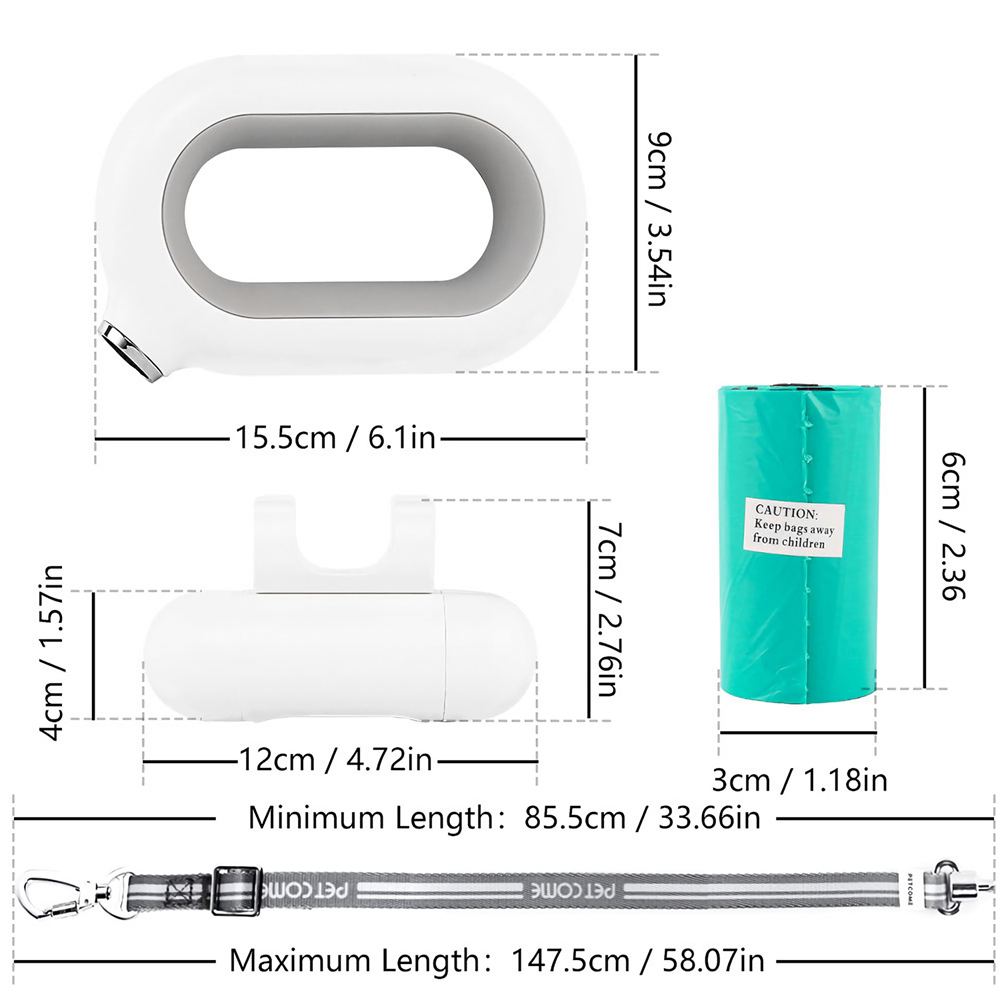 9cm / 3.54in
15.5cm / 6.1in
CAUTION:
Keep bags away
from children
6cm / 2.36
7cm / 2.76in
4cm / 1.57in
12cm / 4.72in
3cm / 1.18in
Minimum Length: 85.5cm / 33.66in
PETCOME
PETCOME
PETCOME
Maximum Length: 147.5cm / 58.07in